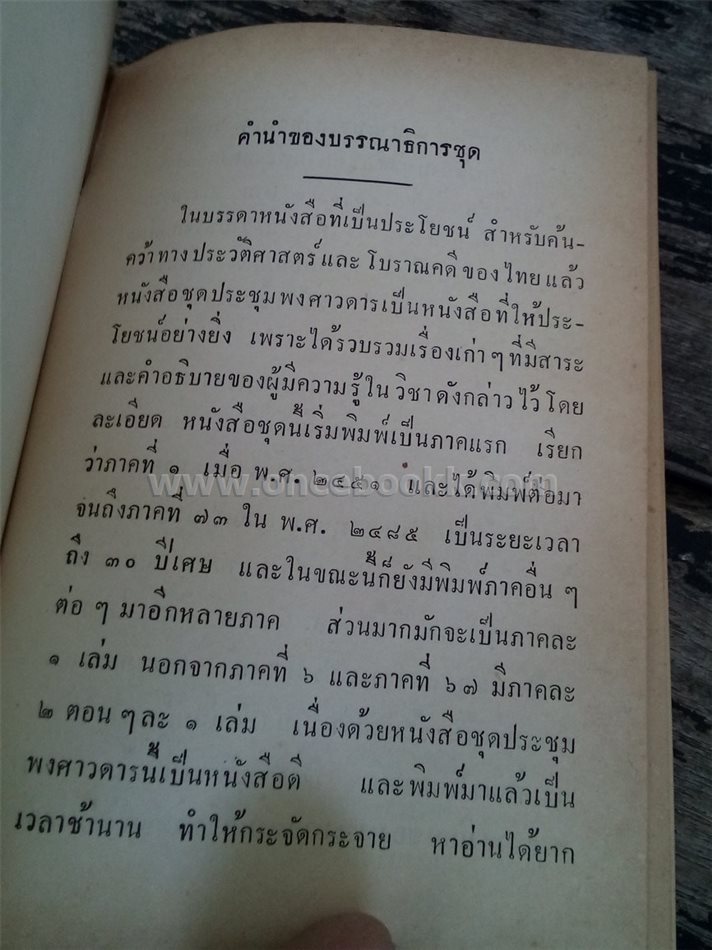 คำนำของบรรณาธิการชุด
ในบรรดาหนังสือที่เป็นประโยชน์ สำหรับค้น-
คว้าทางประวัติศาสตร์และโบราณคดีของไทยแล้ว
หนังสือชุดประชุมพงศาวดารเป็นหนังสือที่ให้ประ-
โยชน์อย่างยิ่ง เพราะได้รวบรวมเรื่องเก่าๆที่มีสาระ
และคำอธิบายของผู้มีความรู้ในวิชาดังกล่าวไว้โดย
ละเอียด หนังสือชุดนี้เริ่มพิมพ์เป็นภาคแรก เรียก
ว่าภาคที่ ๑ เมื่อ พ.ศ. ๒๔๕๑ และได้พิมพ์ต่อมา
www.oncebookk.com
จนถึงภาคที่ ๗๓ ใน พ.ศ. ๒๔๘๕ เป็นระยะเวลา
ถึง ๓๐ ปีเศษ และในขณะนี้ก็ยังมีพิมพ์ภาคอื่น ๆ
ต่อ ๆ มาอีกหลายภาค ส่วนมากมักจะเป็นภาคละ
๑ เล่ม นอกจากภาคที่ ๖ และภาคที่ ๖๗ มีภาคละ
๒ ตอน ๆ ละ ๑ เล่ม เนื่องด้วยหนังสือชุดประชุม
พงศาวดารนี้เป็นหนังสือดี และพิมพ์มาแล้วเป็น
เวลาช้านาน ทำให้กระจัดกระจาย หาอ่านได้ยาก